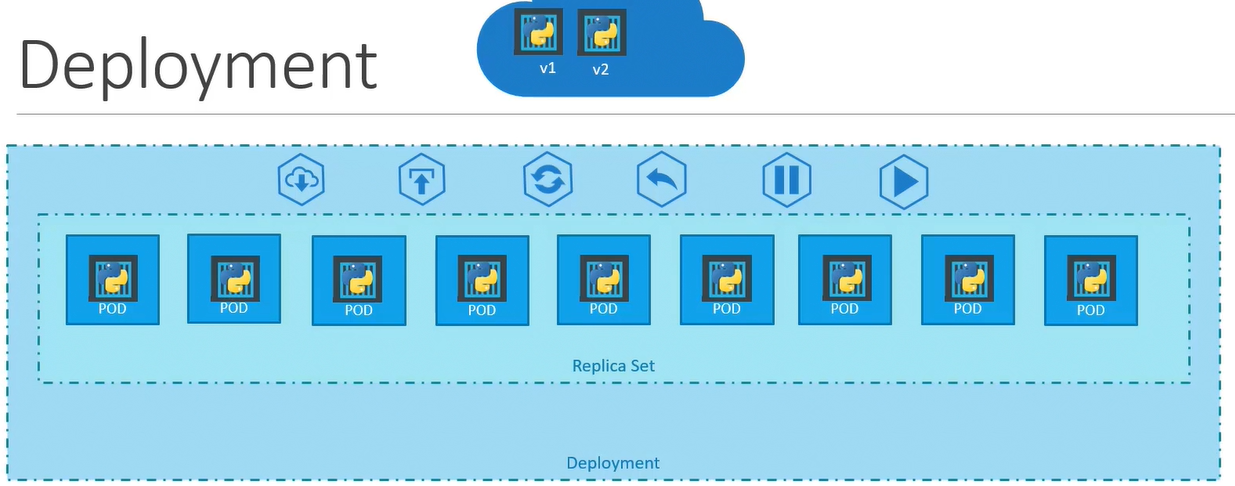 Deployment
v1 v2
POD POD POD POD POD POD POD POD POD
Replica Set
Deployment